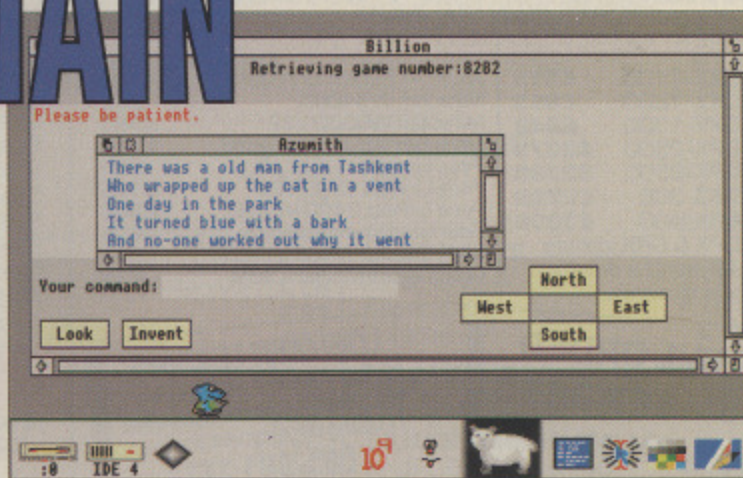 MAIN
Billion
Retrieving game number:8282
Please be patient.
Azumith
There was a old man from Tashkent
Who wrapped up the cat in a vent
One day in the park
It turned blue with a bark
And no-one worked out why it went
Your command:
North
West East
South
Look Invent
:0 IDE 4 10⁹